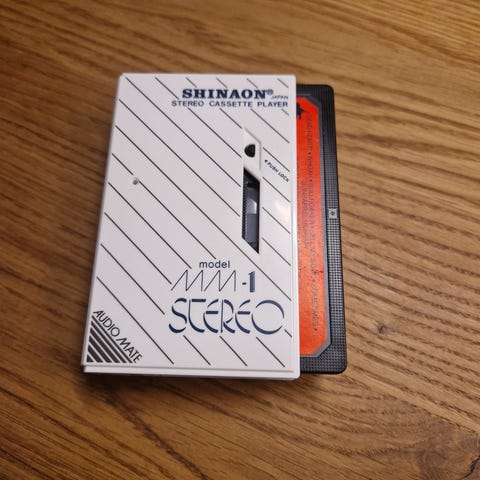 SHINAON® JAPAN
STEREO CASSETTE PLAYER
◄ PUSH LOCK
model
MM-1
STEREO
AUDIO MATE